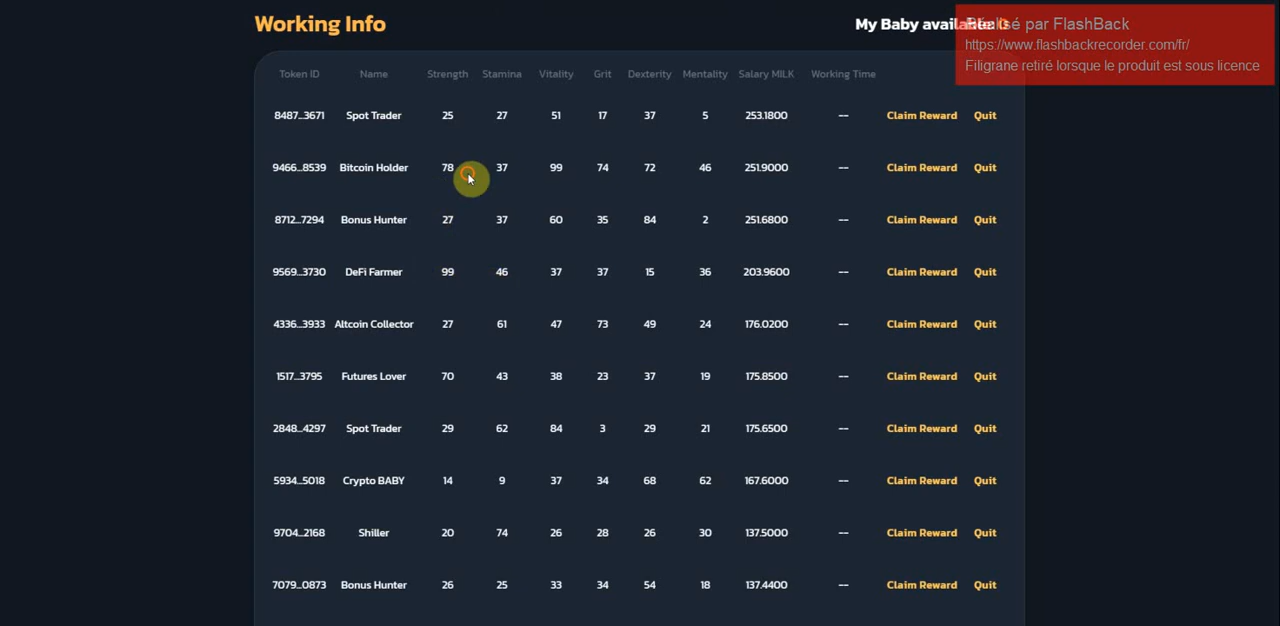 Working Info
My Baby available:
sé par FlashBack
https://www.flashbackrecorder.com/fr/
Filigrane retiré lorsque le produit est sous licence
Token ID Name Strength Stamina Vitality Grit Dexterity Mentality Salary MILK Working Time
8487...3671 Spot Trader 25 27 51 17 37 5 253.1800 -- Claim Reward Quit
9466...8539 Bitcoin Holder 78 37 99 74 72 46 251.9000 -- Claim Reward Quit
8712...7294 Bonus Hunter 27 37 60 35 84 2 251.6800 -- Claim Reward Quit
9569...3730 DeFi Farmer 99 46 37 37 15 36 203.9600 -- Claim Reward Quit
4336...3933 Altcoin Collector 27 61 47 73 49 24 176.0200 -- Claim Reward Quit
1517...3795 Futures Lover 70 43 38 23 37 19 175.8500 -- Claim Reward Quit
2848...4297 Spot Trader 29 62 84 3 29 21 175.6500 -- Claim Reward Quit
5934...5018 Crypto BABY 14 9 37 34 68 62 167.6000 -- Claim Reward Quit
9704...2168 Shiller 20 74 26 28 26 30 137.5000 -- Claim Reward Quit
7079...0873 Bonus Hunter 26 25 33 34 54 18 137.4400 -- Claim Reward Quit